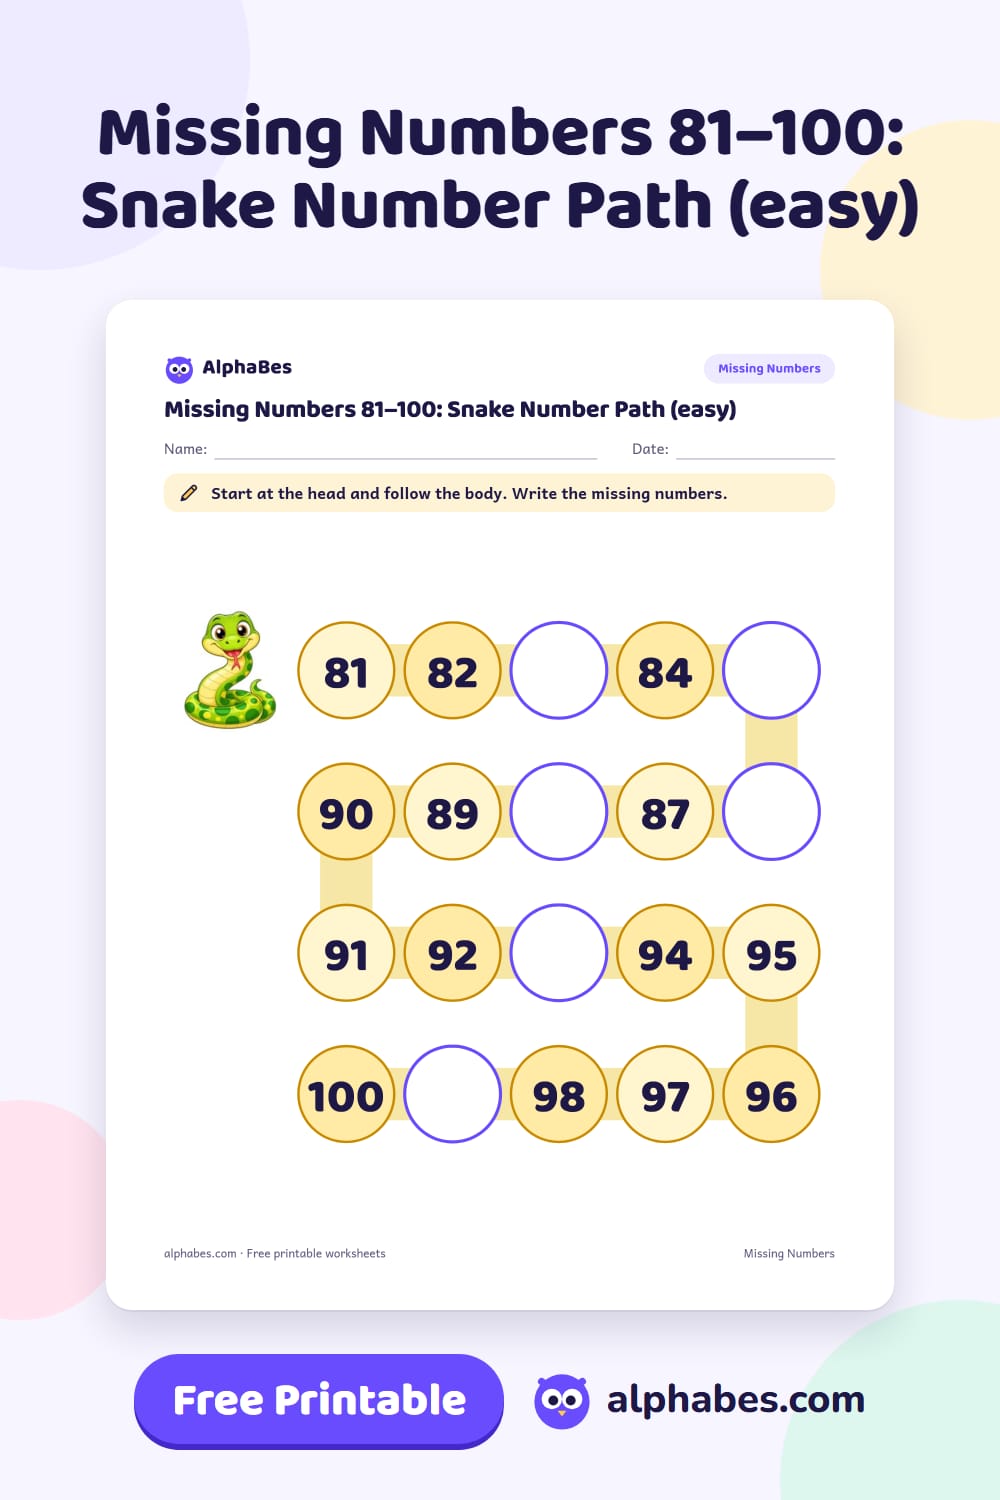 Missing Numbers 81–100:
Snake Number Path (easy)
AlphaBes
Missing Numbers
Missing Numbers 81–100: Snake Number Path (easy)
Name:
Date:
Start at the head and follow the body. Write the missing numbers.
81 82 84
90 89 87
91 92 94 95
100 98 97 96
alphabes.com · Free printable worksheets
Missing Numbers
Free Printable
alphabes.com